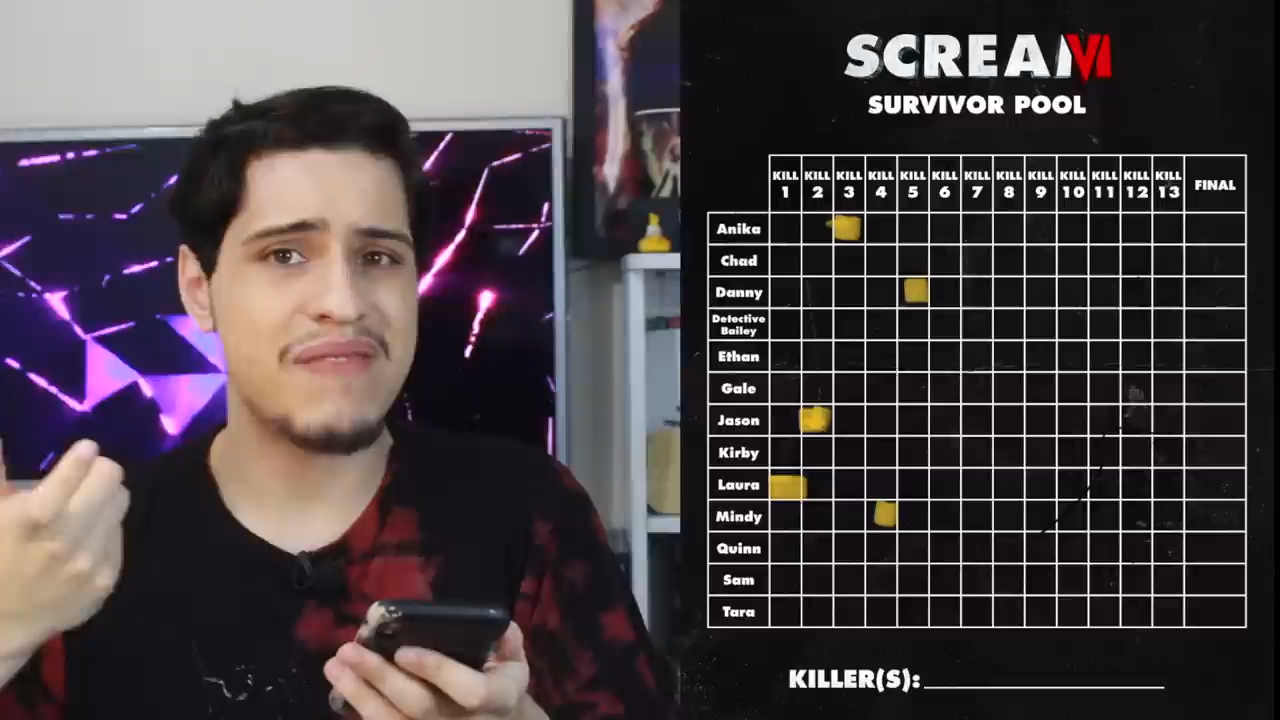 SCREAM VI
SURVIVOR POOL
KILL 1 KILL 2 KILL 3 KILL 4 KILL 5 KILL 6 KILL 7 KILL 8 KILL 9 KILL 10 KILL 11 KILL 12 KILL 13 FINAL
Anika
Chad
Danny
Detective
Bailey
Ethan
Gale
Jason
Kirby
Laura
Mindy
Quinn
Sam
Tara
KILLER(S):